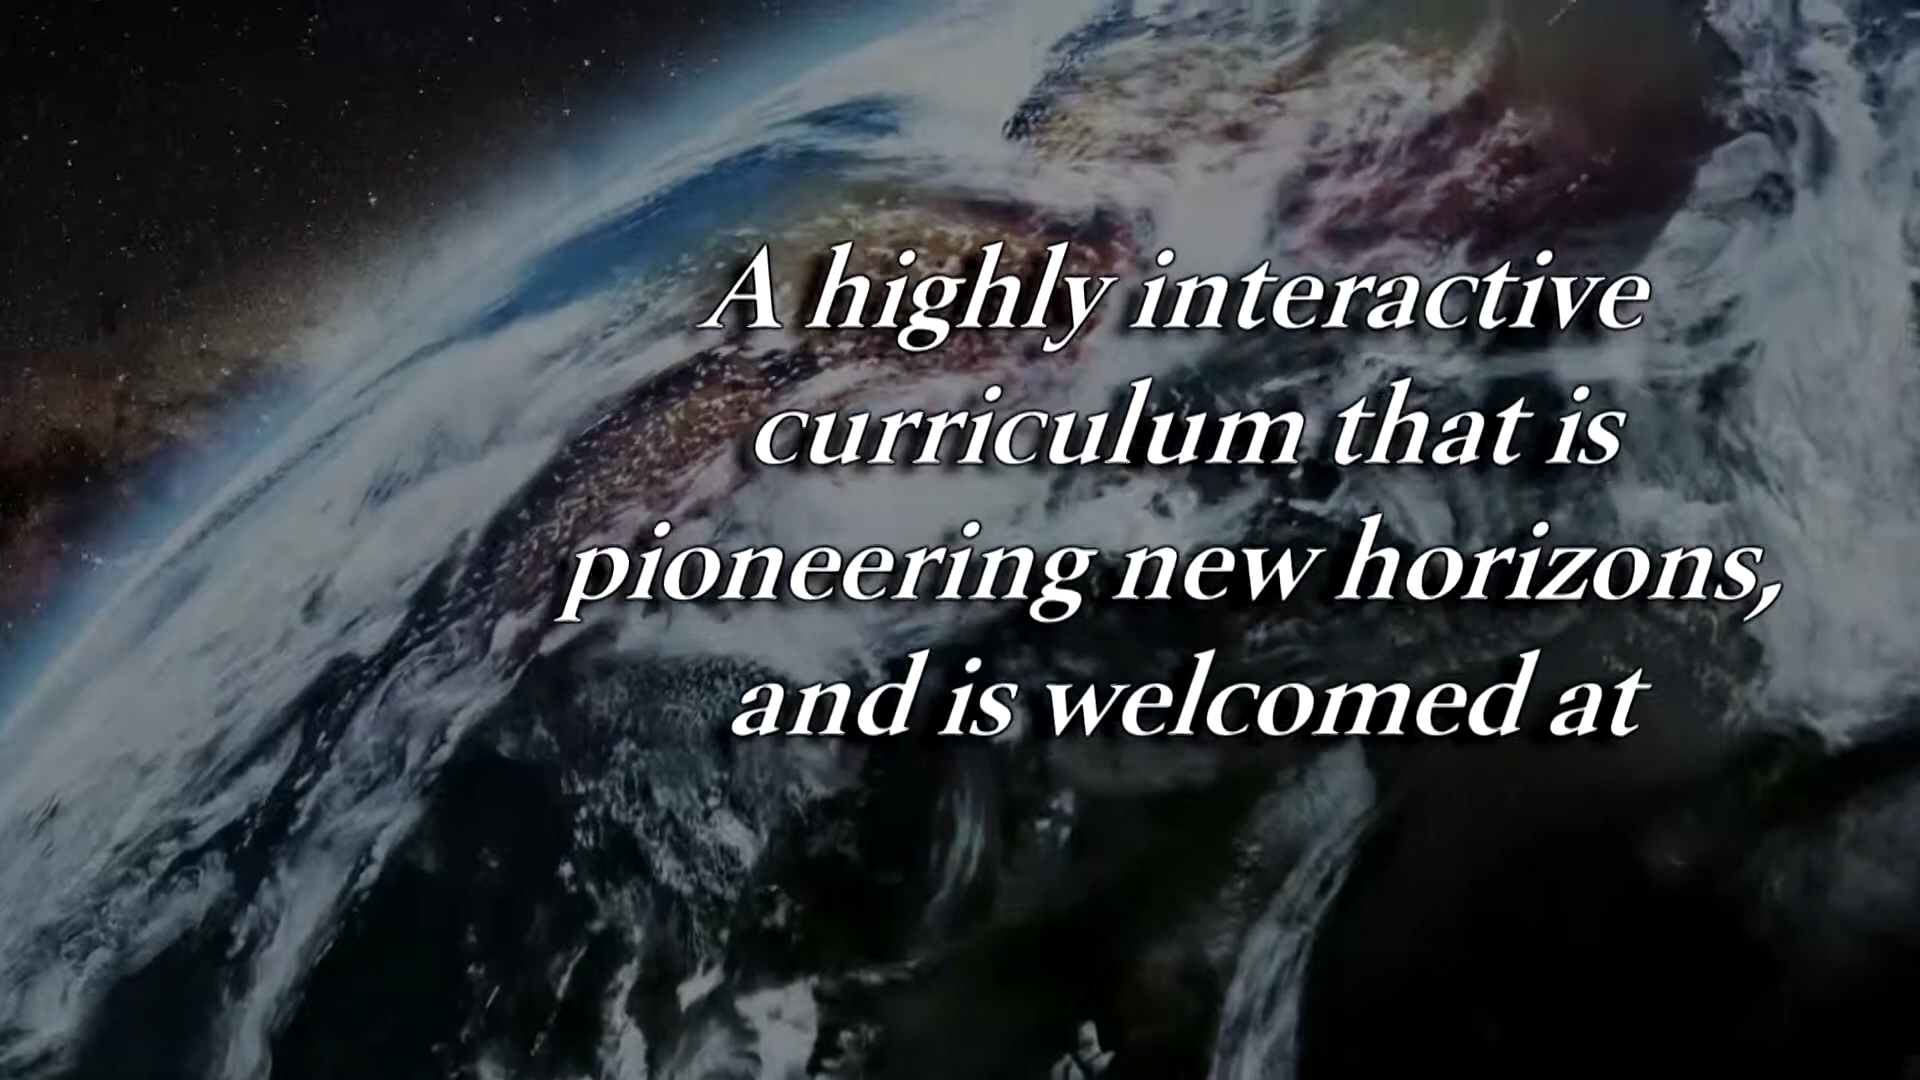 A highly interactive
curriculum that is
pioneering new horizons,
and is welcomed at